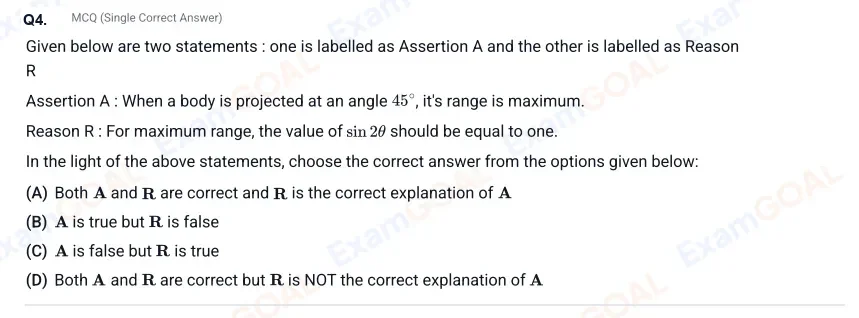 Q4. MCQ (Single Correct Answer)
Given below are two statements : one is labelled as Assertion A and the other is labelled as Reason
R
Assertion A : When a body is projected at an angle 45°, it's range is maximum.
Reason R : For maximum range, the value of sin 2θ should be equal to one.
In the light of the above statements, choose the correct answer from the options given below:
(A) Both A and R are correct and R is the correct explanation of A
(B) A is true but R is false
(C) A is false but R is true
(D) Both A and R are correct but R is NOT the correct explanation of A
ExamGOAL